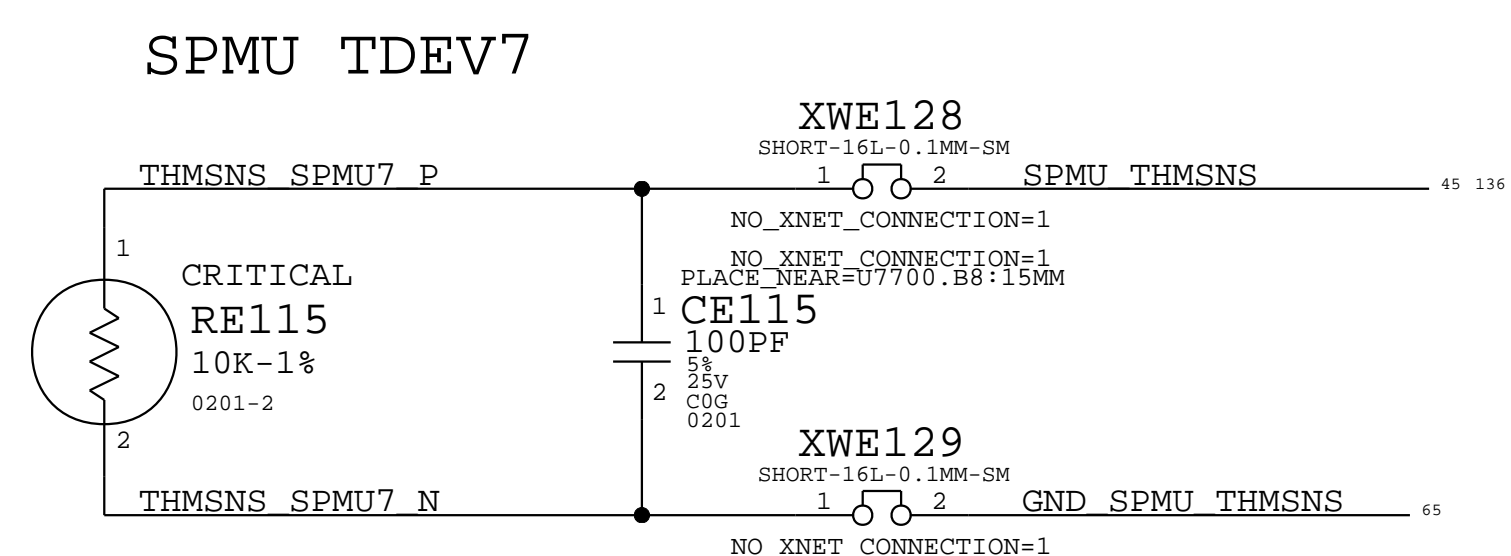 SPMU TDEV7
XWE128
SHORT-16L-0.1MM-SM
THMSNS_SPMU7_P
1
2
SPMU_THMSNS
45 136
NO_XNET_CONNECTION=1
1
NO_XNET_CONNECTION=1
CRITICAL
PLACE_NEAR=U7700.B8:15MM
RE115
1
CE115
10K-1%
100PF
5%
25V
2
C0G
0201-2
0201
2
XWE129
SHORT-16L-0.1MM-SM
THMSNS_SPMU7_N
1
2
GND_SPMU_THMSNS
65
NO_XNET_CONNECTION=1